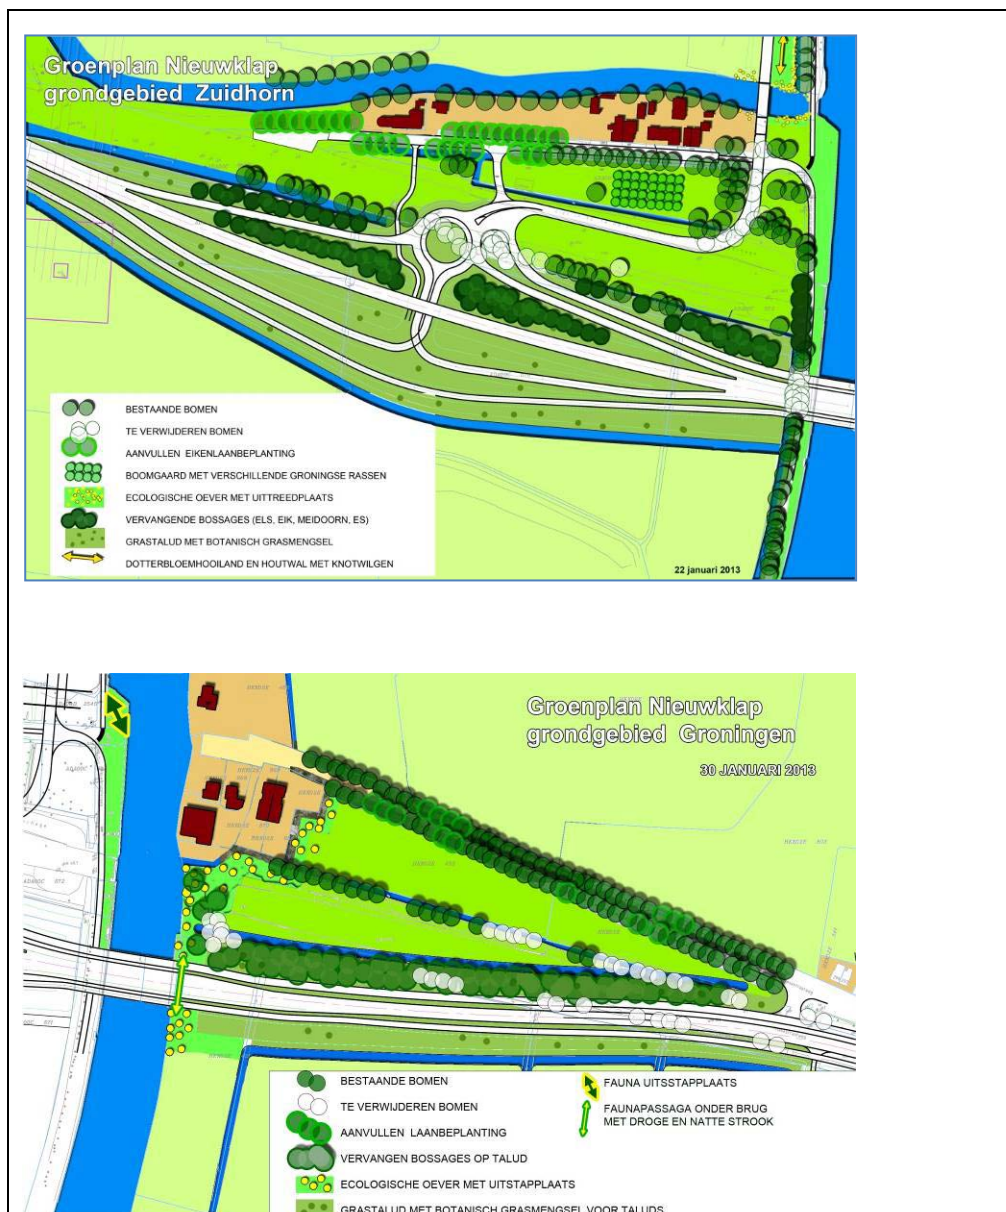 Groenplan Nieuwklap
grondgebied Zuidhorn
BESTAANDE BOMEN
TE VERWIJDEREN BOMEN
AANVULLEN EIKENLAANBEPLANTING
BOOMGAARD MET VERSCHILLENDE GRONINGSE RASSEN
ECOLOGISCHE OEVER MET UITTREEDPLAATS
VERVANGENDE BOSSAGES (ELS, EIK, MEIDOORN, ES)
GRASTALUD MET BOTANISCH GRASMENGSEL
DOTTERBLOEMHOOILAND EN HOUTWAL MET KNOTWILGEN
22 januari 2013
Groenplan Nieuwklap
grondgebied Groningen
30 JANUARI 2013
BESTAANDE BOMEN
TE VERWIJDEREN BOMEN
AANVULLEN LAANBEPLANTING
VERVANGEN BOSSAGES OP TALUD
ECOLOGISCHE OEVER MET UITSTAPPLAATS
GRASTALUD MET BOTANISCH GRASMENGSEL VOOR TALUDS
FAUNA UITSSTAPPLAATS
FAUNAPASSAGA ONDER BRUG
MET DROGE EN NATTE STROOK